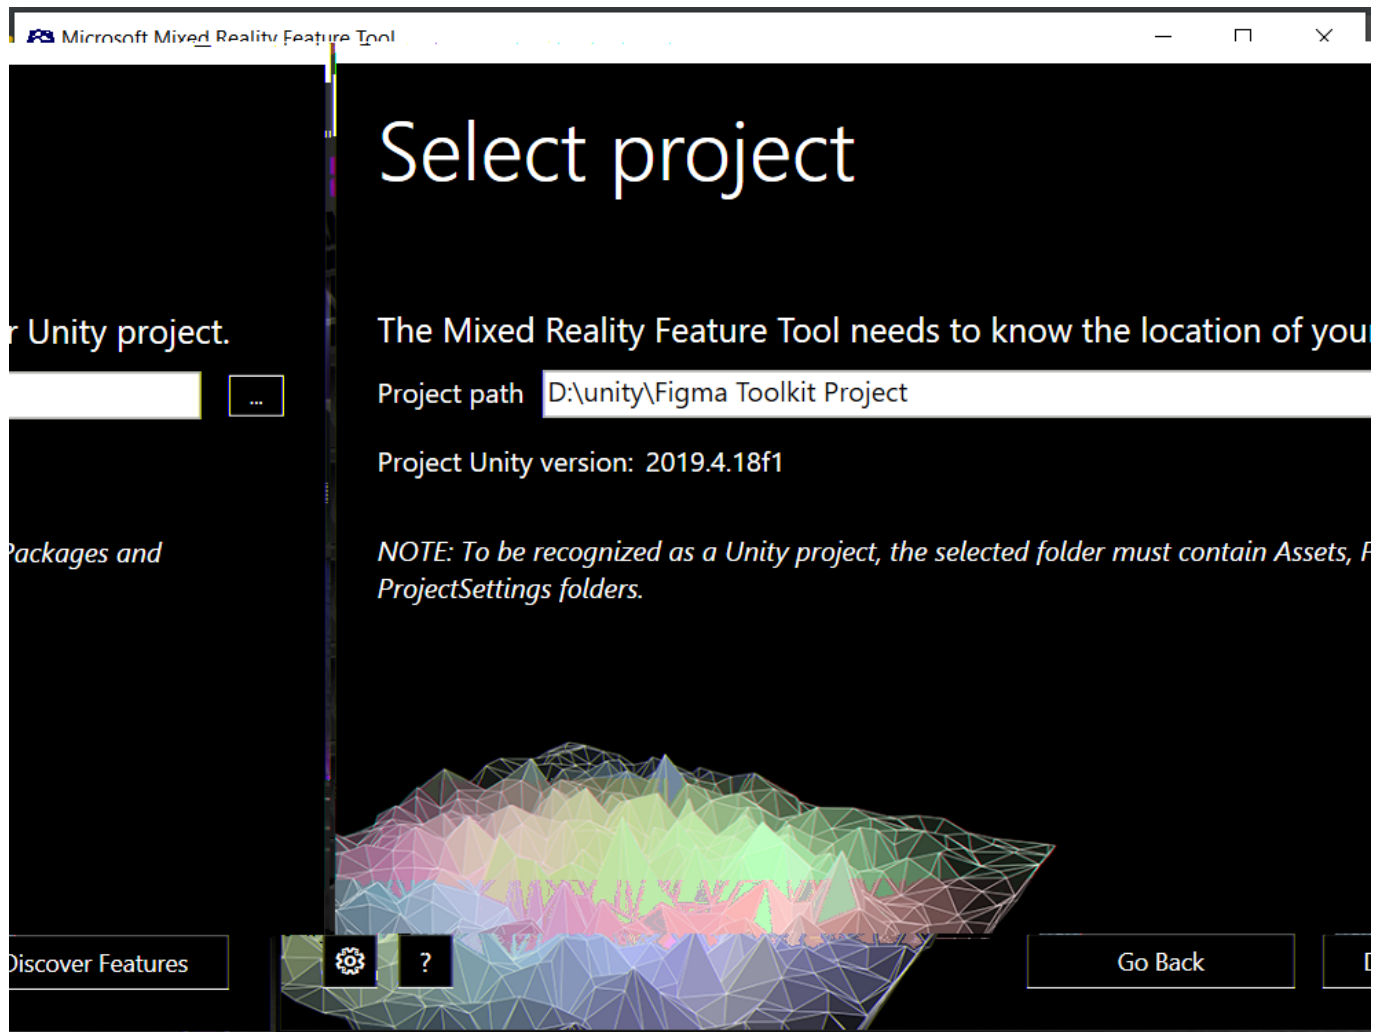 Microsoft Mixed Reality Feature Tool
Select project
r Unity project.
The Mixed Reality Feature Tool needs to know the location of your
...
Project path D:\unity\Figma Toolkit Project
Project Unity version: 2019.4.18f1
Packages and
NOTE: To be recognized as a Unity project, the selected folder must contain Assets, P
ProjectSettings folders.
Discover Features
?
Go Back
D